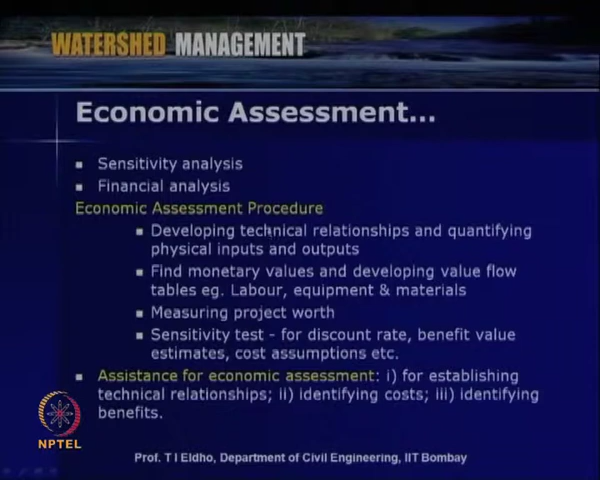 WATERSHED MANAGEMENT
Economic Assessment...
Sensitivity analysis
Financial analysis
Economic Assessment Procedure
Developing technical relationships and quantifying
physical inputs and outputs
Find monetary values and developing value flow
tables eg. Labour, equipment & materials
Measuring project worth
Sensitivity test - for discount rate, benefit value
estimates, cost assumptions etc.
Assistance for economic assessment: i) for establishing
technical relationships; ii) identifying costs; iii) identifying
benefits.
NPTEL
Prof. T I Eldho, Department of Civil Engineering, IIT Bombay